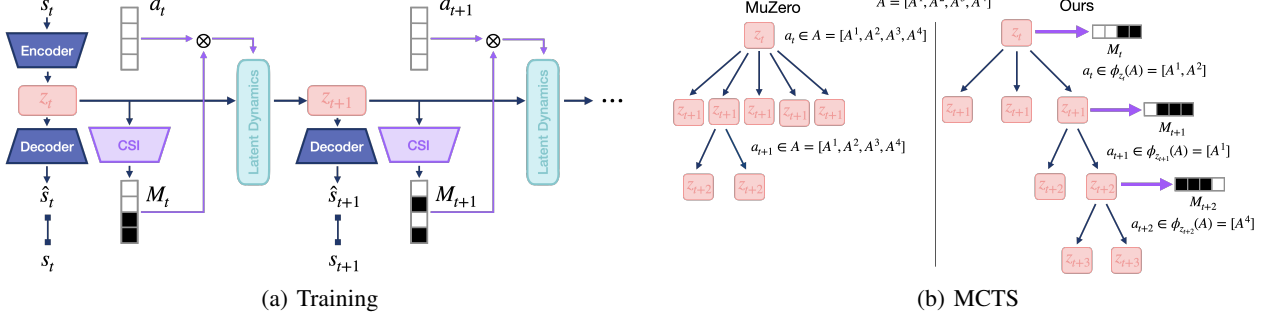 s_t
a_t
a_{t+1}
Encoder
⊗
⊗
z_t
z_{t+1}
...
Latent Dynamics
Latent Dynamics
Decoder
CSI
Decoder
CSI
ŝ_t
M_t
ŝ_{t+1}
M_{t+1}
s_t
s_{t+1}
(a) Training
MuZero
z_t
a_t ∈ A = [A^1, A^2, A^3, A^4]
z_{t+1} z_{t+1} z_{t+1} z_{t+1} z_{t+1}
a_{t+1} ∈ A = [A^1, A^2, A^3, A^4]
z_{t+2} z_{t+2}
Ours
z_t
M_t
a_t ∈ ϕ_{z_t}(A) = [A^1, A^2]
z_{t+1} z_{t+1} z_{t+1}
M_{t+1}
a_{t+1} ∈ ϕ_{z_{t+1}}(A) = [A^1]
z_{t+2} z_{t+2}
M_{t+2}
a_{t+2} ∈ ϕ_{z_{t+2}}(A) = [A^4]
z_{t+3} z_{t+3}
(b) MCTS